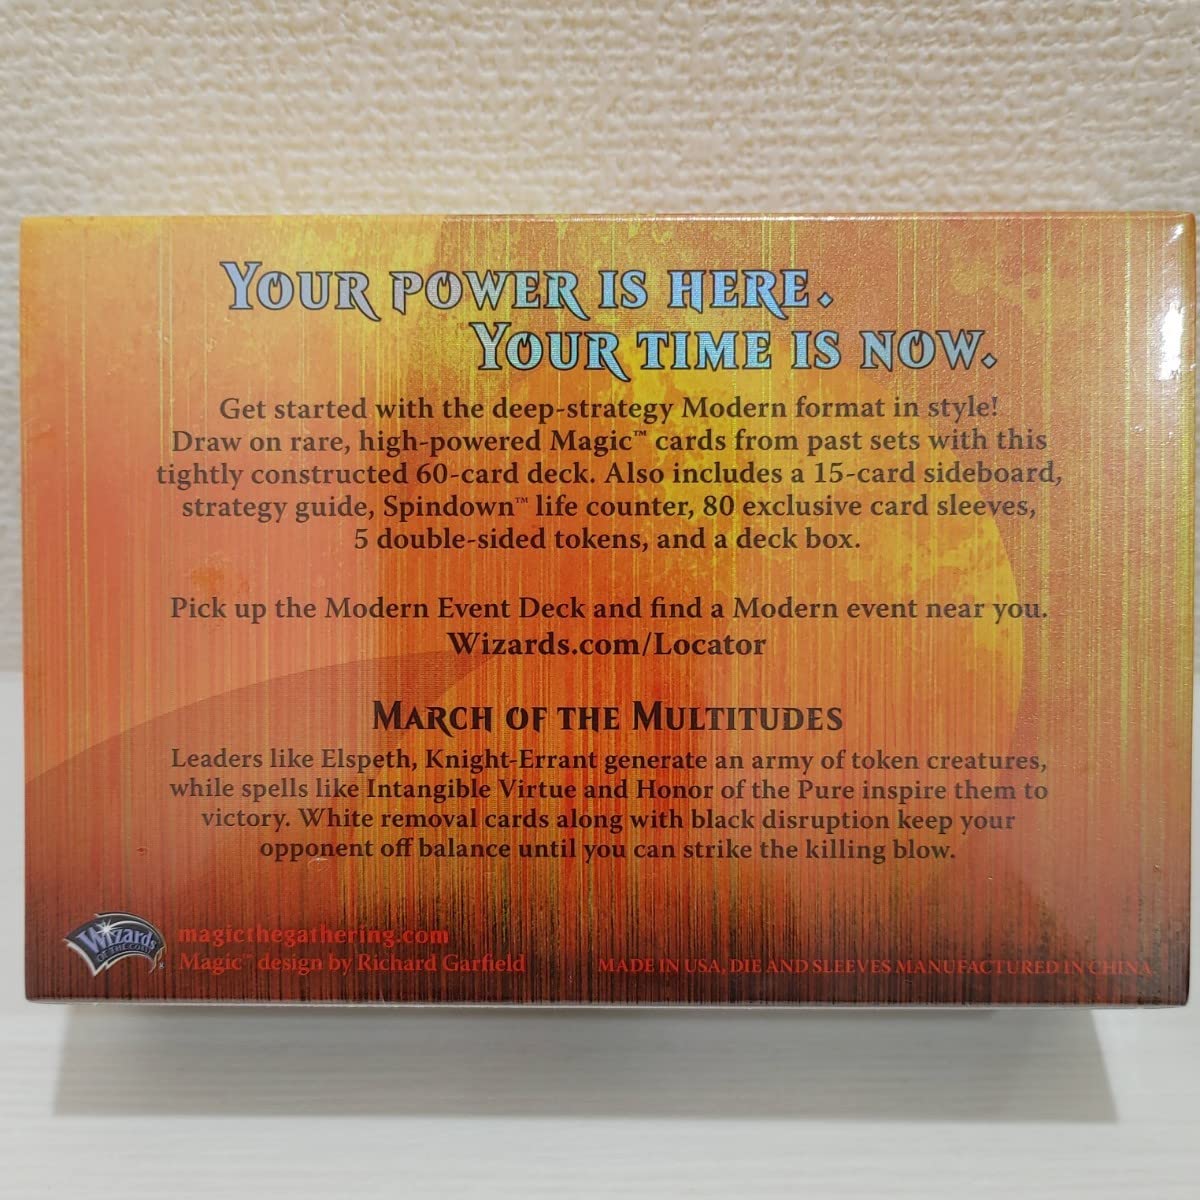 YOUR POWER IS HERE.
YOUR TIME IS NOW.
Get started with the deep-strategy Modern format in style!
Draw on rare, high-powered Magic™ cards from past sets with this
tightly constructed 60-card deck. Also includes a 15-card sideboard,
strategy guide, Spindown™ life counter, 80 exclusive card sleeves,
5 double-sided tokens, and a deck box.
Pick up the Modern Event Deck and find a Modern event near you.
Wizards.com/Locator
MARCH OF THE MULTITUDES
Leaders like Elspeth, Knight-Errant generate an army of token creatures,
while spells like Intangible Virtue and Honor of the Pure inspire them to
victory. White removal cards along with black disruption keep your
opponent off balance until you can strike the killing blow.
Wizards
OF THE COAST
magicthegathering.com
Magic™ design by Richard Garfield
MADE IN USA, DIE AND SLEEVES MANUFACTURED IN CHINA